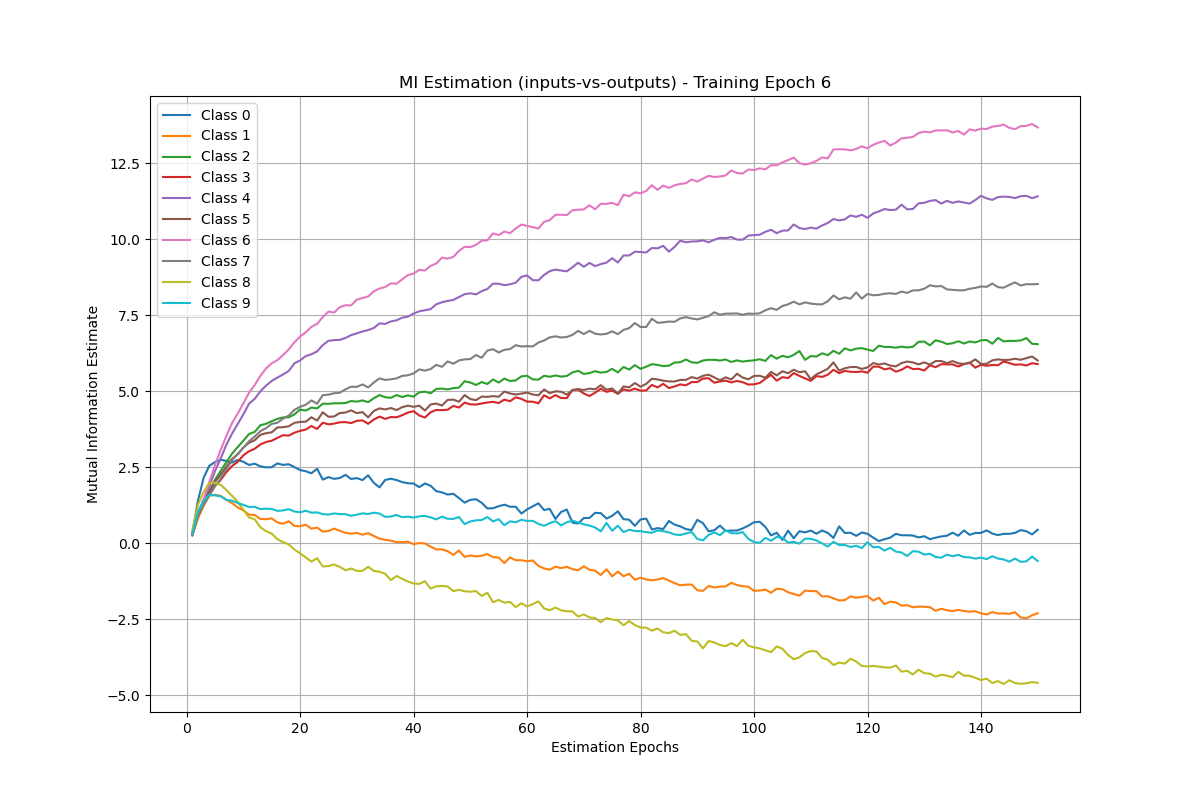 MI Estimation (inputs-vs-outputs) - Training Epoch 6
Class 0
Class 1
Class 2
Class 3
Class 4
Class 5
Class 6
Class 7
Class 8
Class 9
Mutual Information Estimate
12.5
10.0
7.5
5.0
2.5
0.0
−2.5
−5.0
0 20 40 60 80 100 120 140
Estimation Epochs